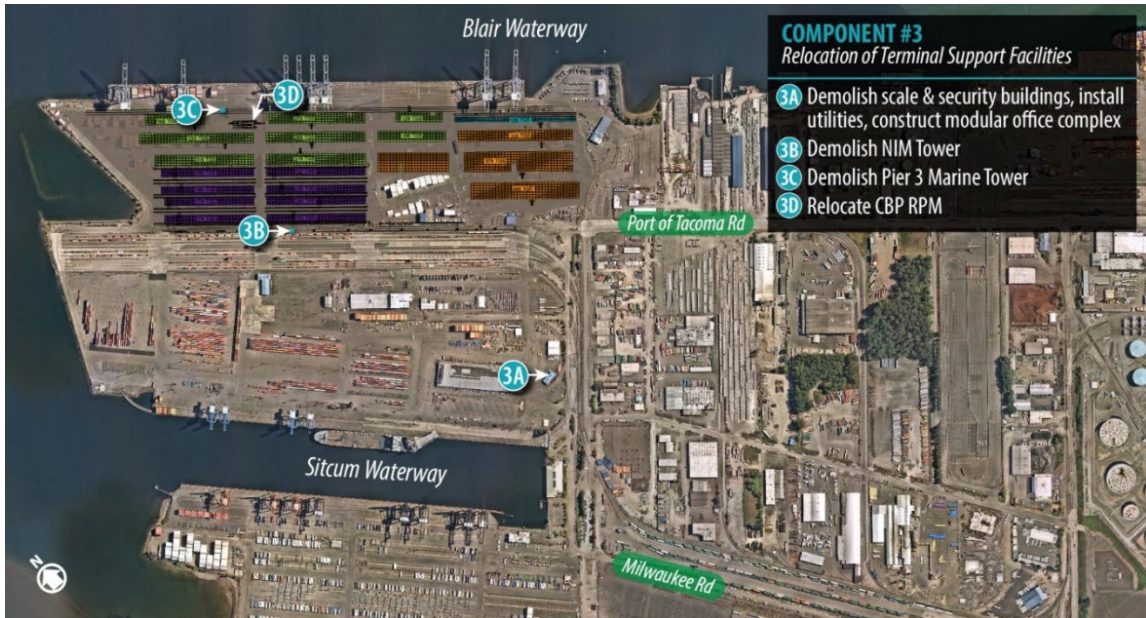 Blair Waterway
COMPONENT #3
Relocation of Terminal Support Facilities
3A Demolish scale & security buildings, install
utilities, construct modular office complex
3B Demolish NIM Tower
3C Demolish Pier 3 Marine Tower
3D Relocate CBP RPM
3C
3D
3B
Port of Tacoma Rd
3A
Sitcum Waterway
N
Milwaukee Rd